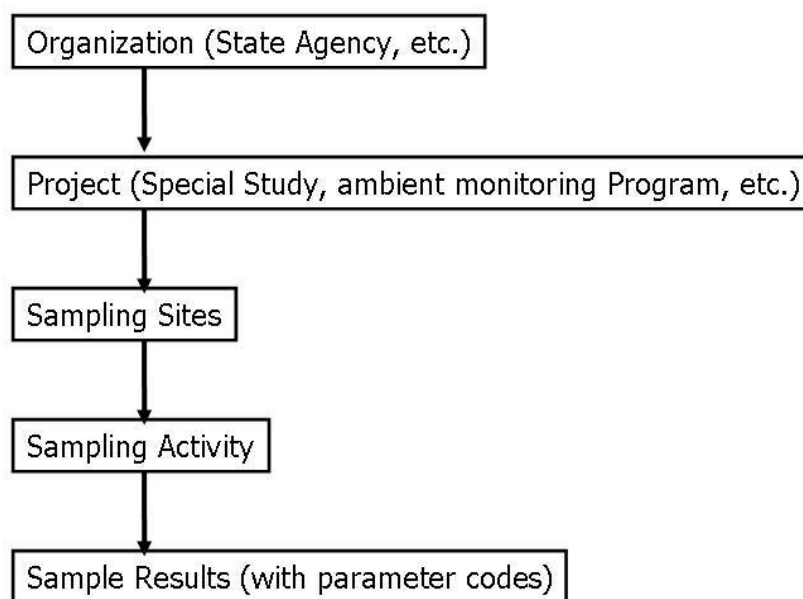 Organization (State Agency, etc.)
Project (Special Study, ambient monitoring Program, etc.)
Sampling Sites
Sampling Activity
Sample Results (with parameter codes)